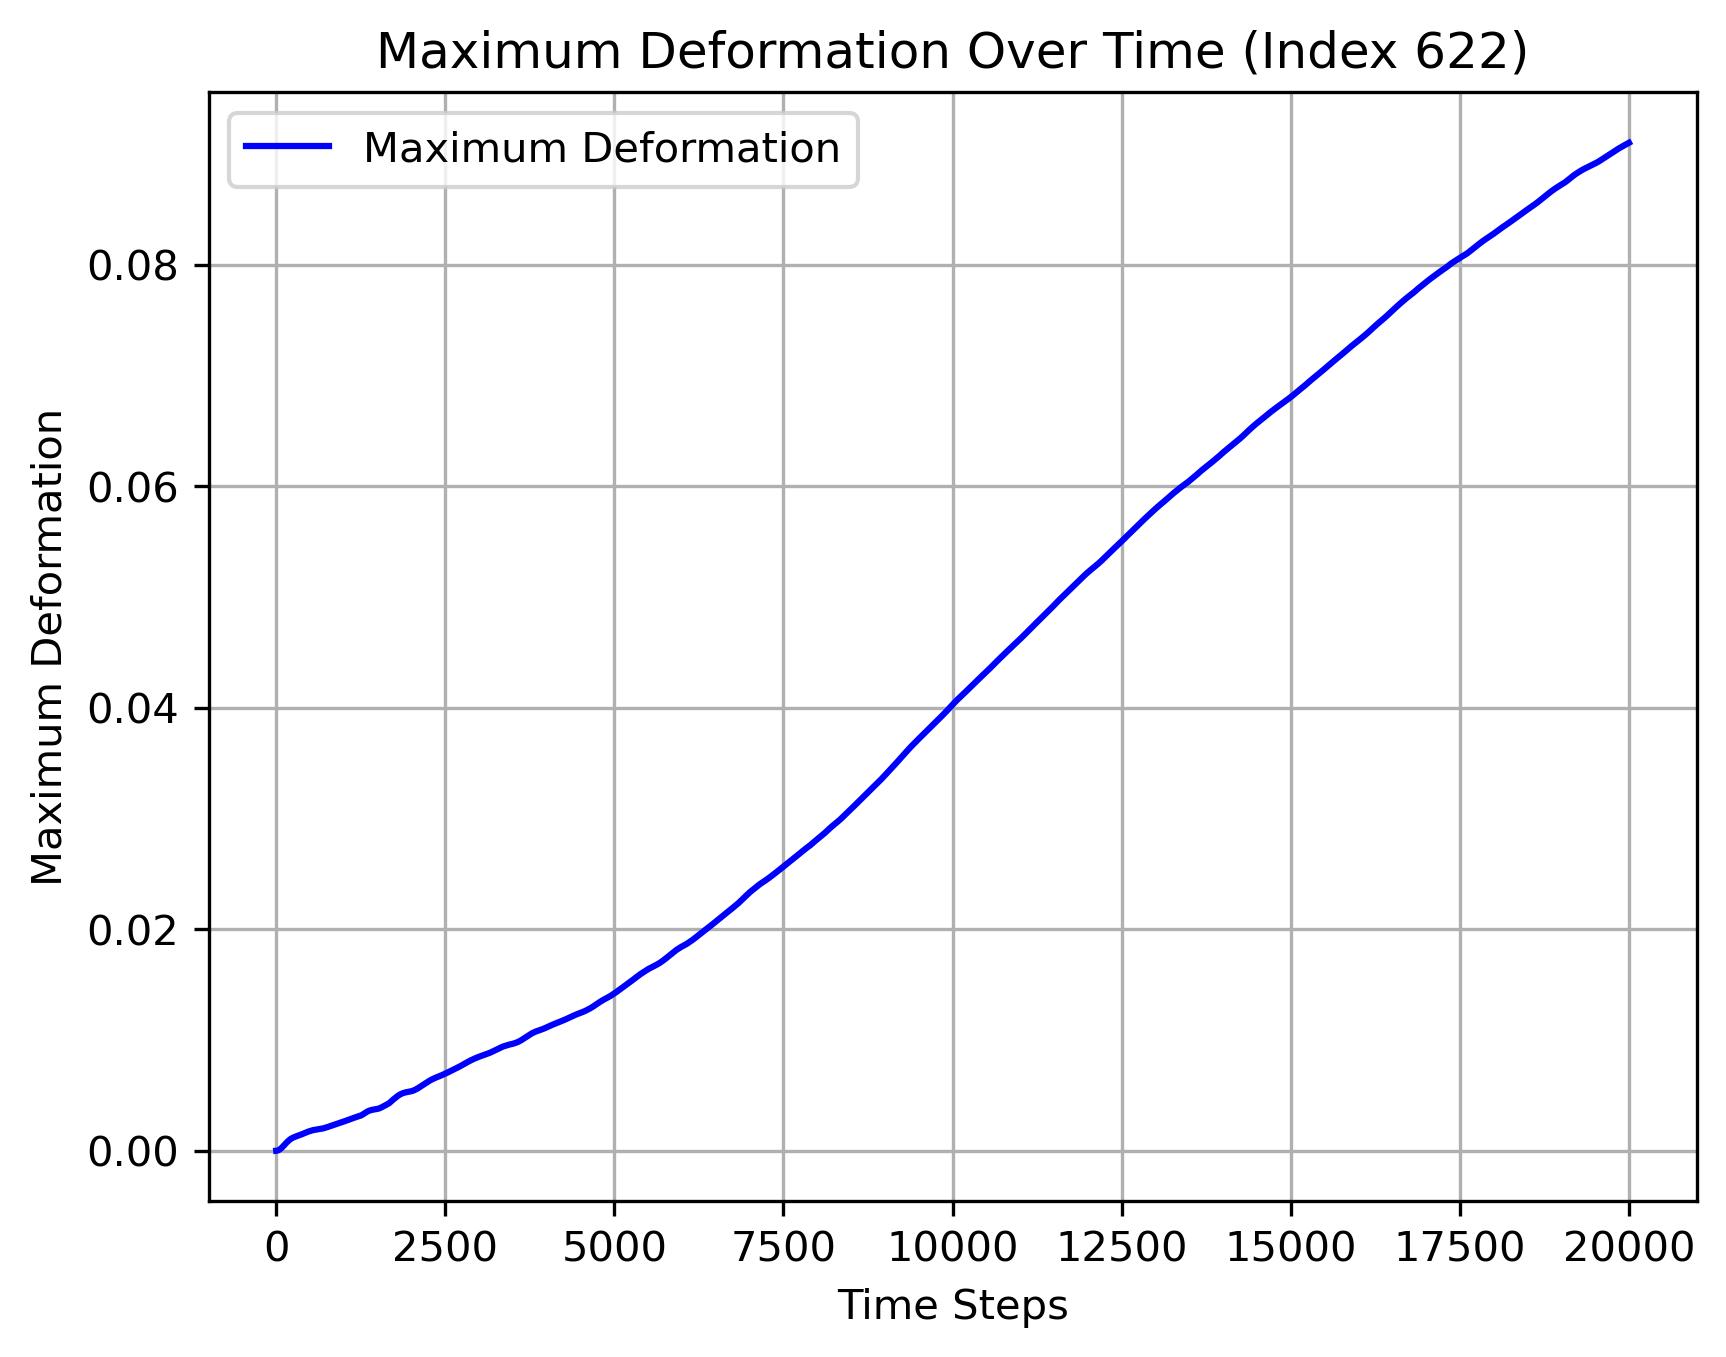 Maximum Deformation Over Time (Index 622)
Maximum Deformation
Maximum Deformation
0.08
0.06
0.04
0.02
0.00
0 2500 5000 7500 10000 12500 15000 17500 20000
Time Steps